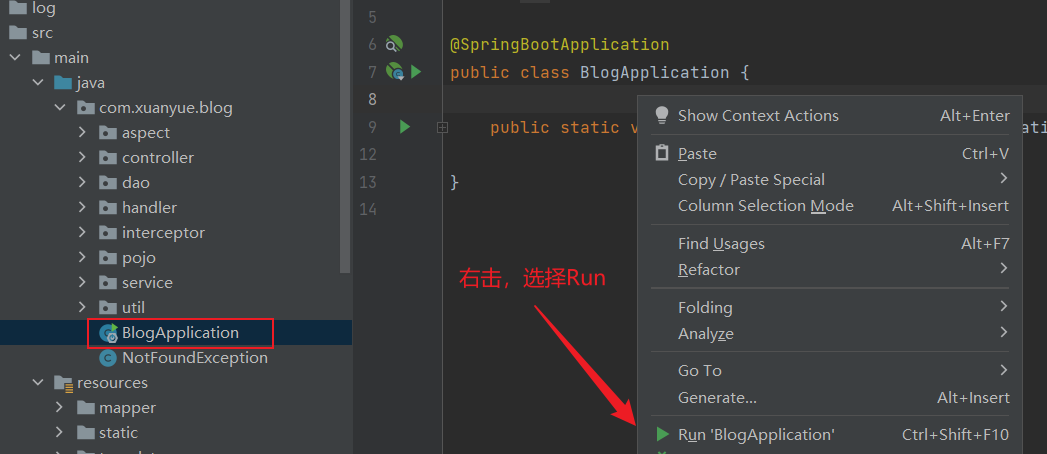 log
src
main
java
com.xuanyue.blog
aspect
controller
dao
handler
interceptor
pojo
service
util
BlogApplication
NotFoundException
resources
mapper
static
5
6 @SpringBootApplication
7 public class BlogApplication {
8
9 public static v
12
13 }
14
右击，选择Run
Show Context Actions Alt+Enter
Paste Ctrl+V
Copy / Paste Special
Column Selection Mode Alt+Shift+Insert
Find Usages Alt+F7
Refactor
Folding
Analyze
Go To
Generate... Alt+Insert
Run 'BlogApplication' Ctrl+Shift+F10